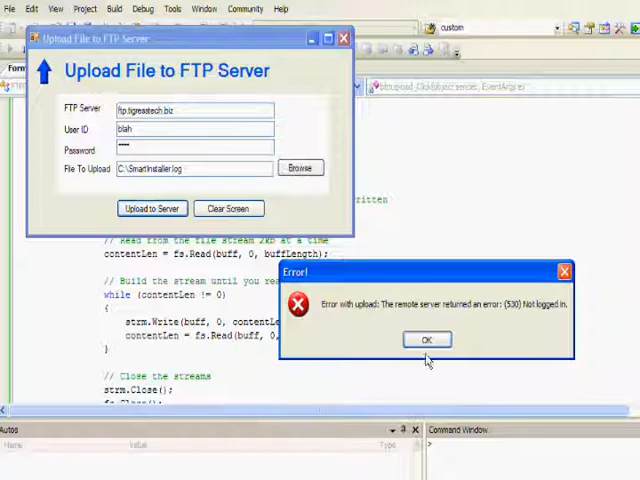 File Edit View Project Build Debug Tools Window Community Help
custom
Upload File to FTP Server
Upload File to FTP Server
FTP Server ftp.tigreastech.biz
User ID blah
Password ****
File To Upload C:\SmartInstaller.log Browse
Upload to Server Clear Screen
EventArgs e)
// Read from the file stream 2kb at a time
contentLen = fs.Read(buff, 0, buffLength);
// Build the stream until you rea
while (contentLen != 0)
{
strm.Write(buff, 0, contentLe
contentLen = fs.Read(buff, 0,
}
// Close the streams
strm.Close();
Error!
Error with upload: The remote server returned an error: (530) Not logged in.
OK
Autos
Name Value Type
Command Window
>